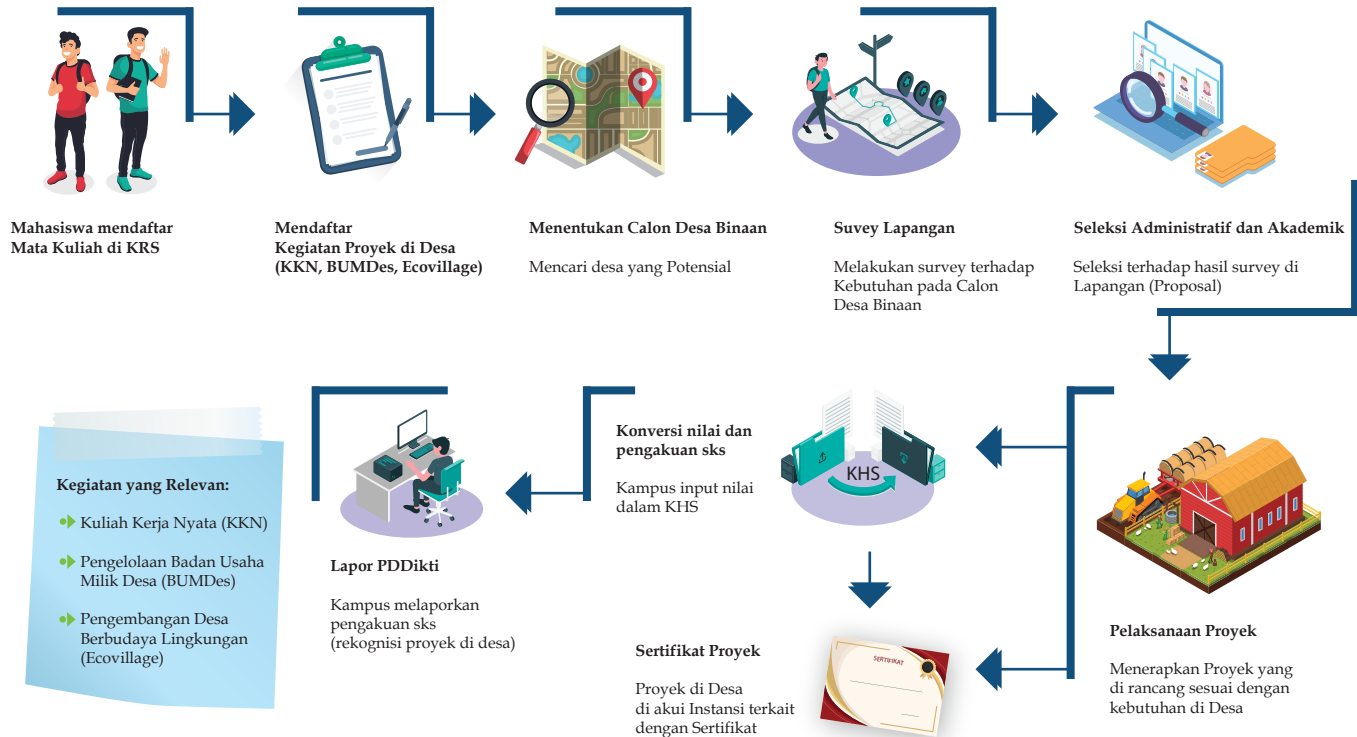 Mahasiswa mendaftar
Mata Kuliah di KRS
Mendaftar
Kegiatan Proyek di Desa
(KKN, BUMDes, Ecovillage)
Menentukan Calon Desa Binaan
Mencari desa yang Potensial
Suvey Lapangan
Melakukan survey terhadap
Kebutuhan pada Calon
Desa Binaan
Seleksi Administratif dan Akademik
Seleksi terhadap hasil survey di
Lapangan (Proposal)
Pelaksanaan Proyek
Menerapkan Proyek yang
di rancang sesuai dengan
kebutuhan di Desa
Konversi nilai dan
pengakuan sks
Kampus input nilai
dalam KHS
KHS
Sertifikat Proyek
Proyek di Desa
di akui Instansi terkait
dengan Sertifikat
SERTIFIKAT
Lapor PDDikti
Kampus melaporkan
pengakuan sks
(rekognisi proyek di desa)
Kegiatan yang Relevan:
Kuliah Kerja Nyata (KKN)
Pengelolaan Badan Usaha
Milik Desa (BUMDes)
Pengembangan Desa
Berbudaya Lingkungan
(Ecovillage)